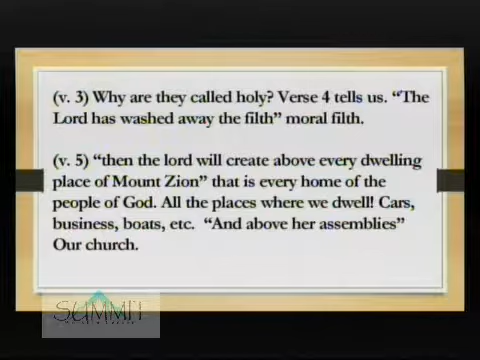 (v. 3) Why are they called holy? Verse 4 tells us. “The
Lord has washed away the filth” moral filth.
(v. 5) “then the lord will create above every dwelling
place of Mount Zion” that is every home of the
people of God. All the places where we dwell! Cars,
business, boats, etc.  “And above her assemblies”
Our church.
SUMMIT